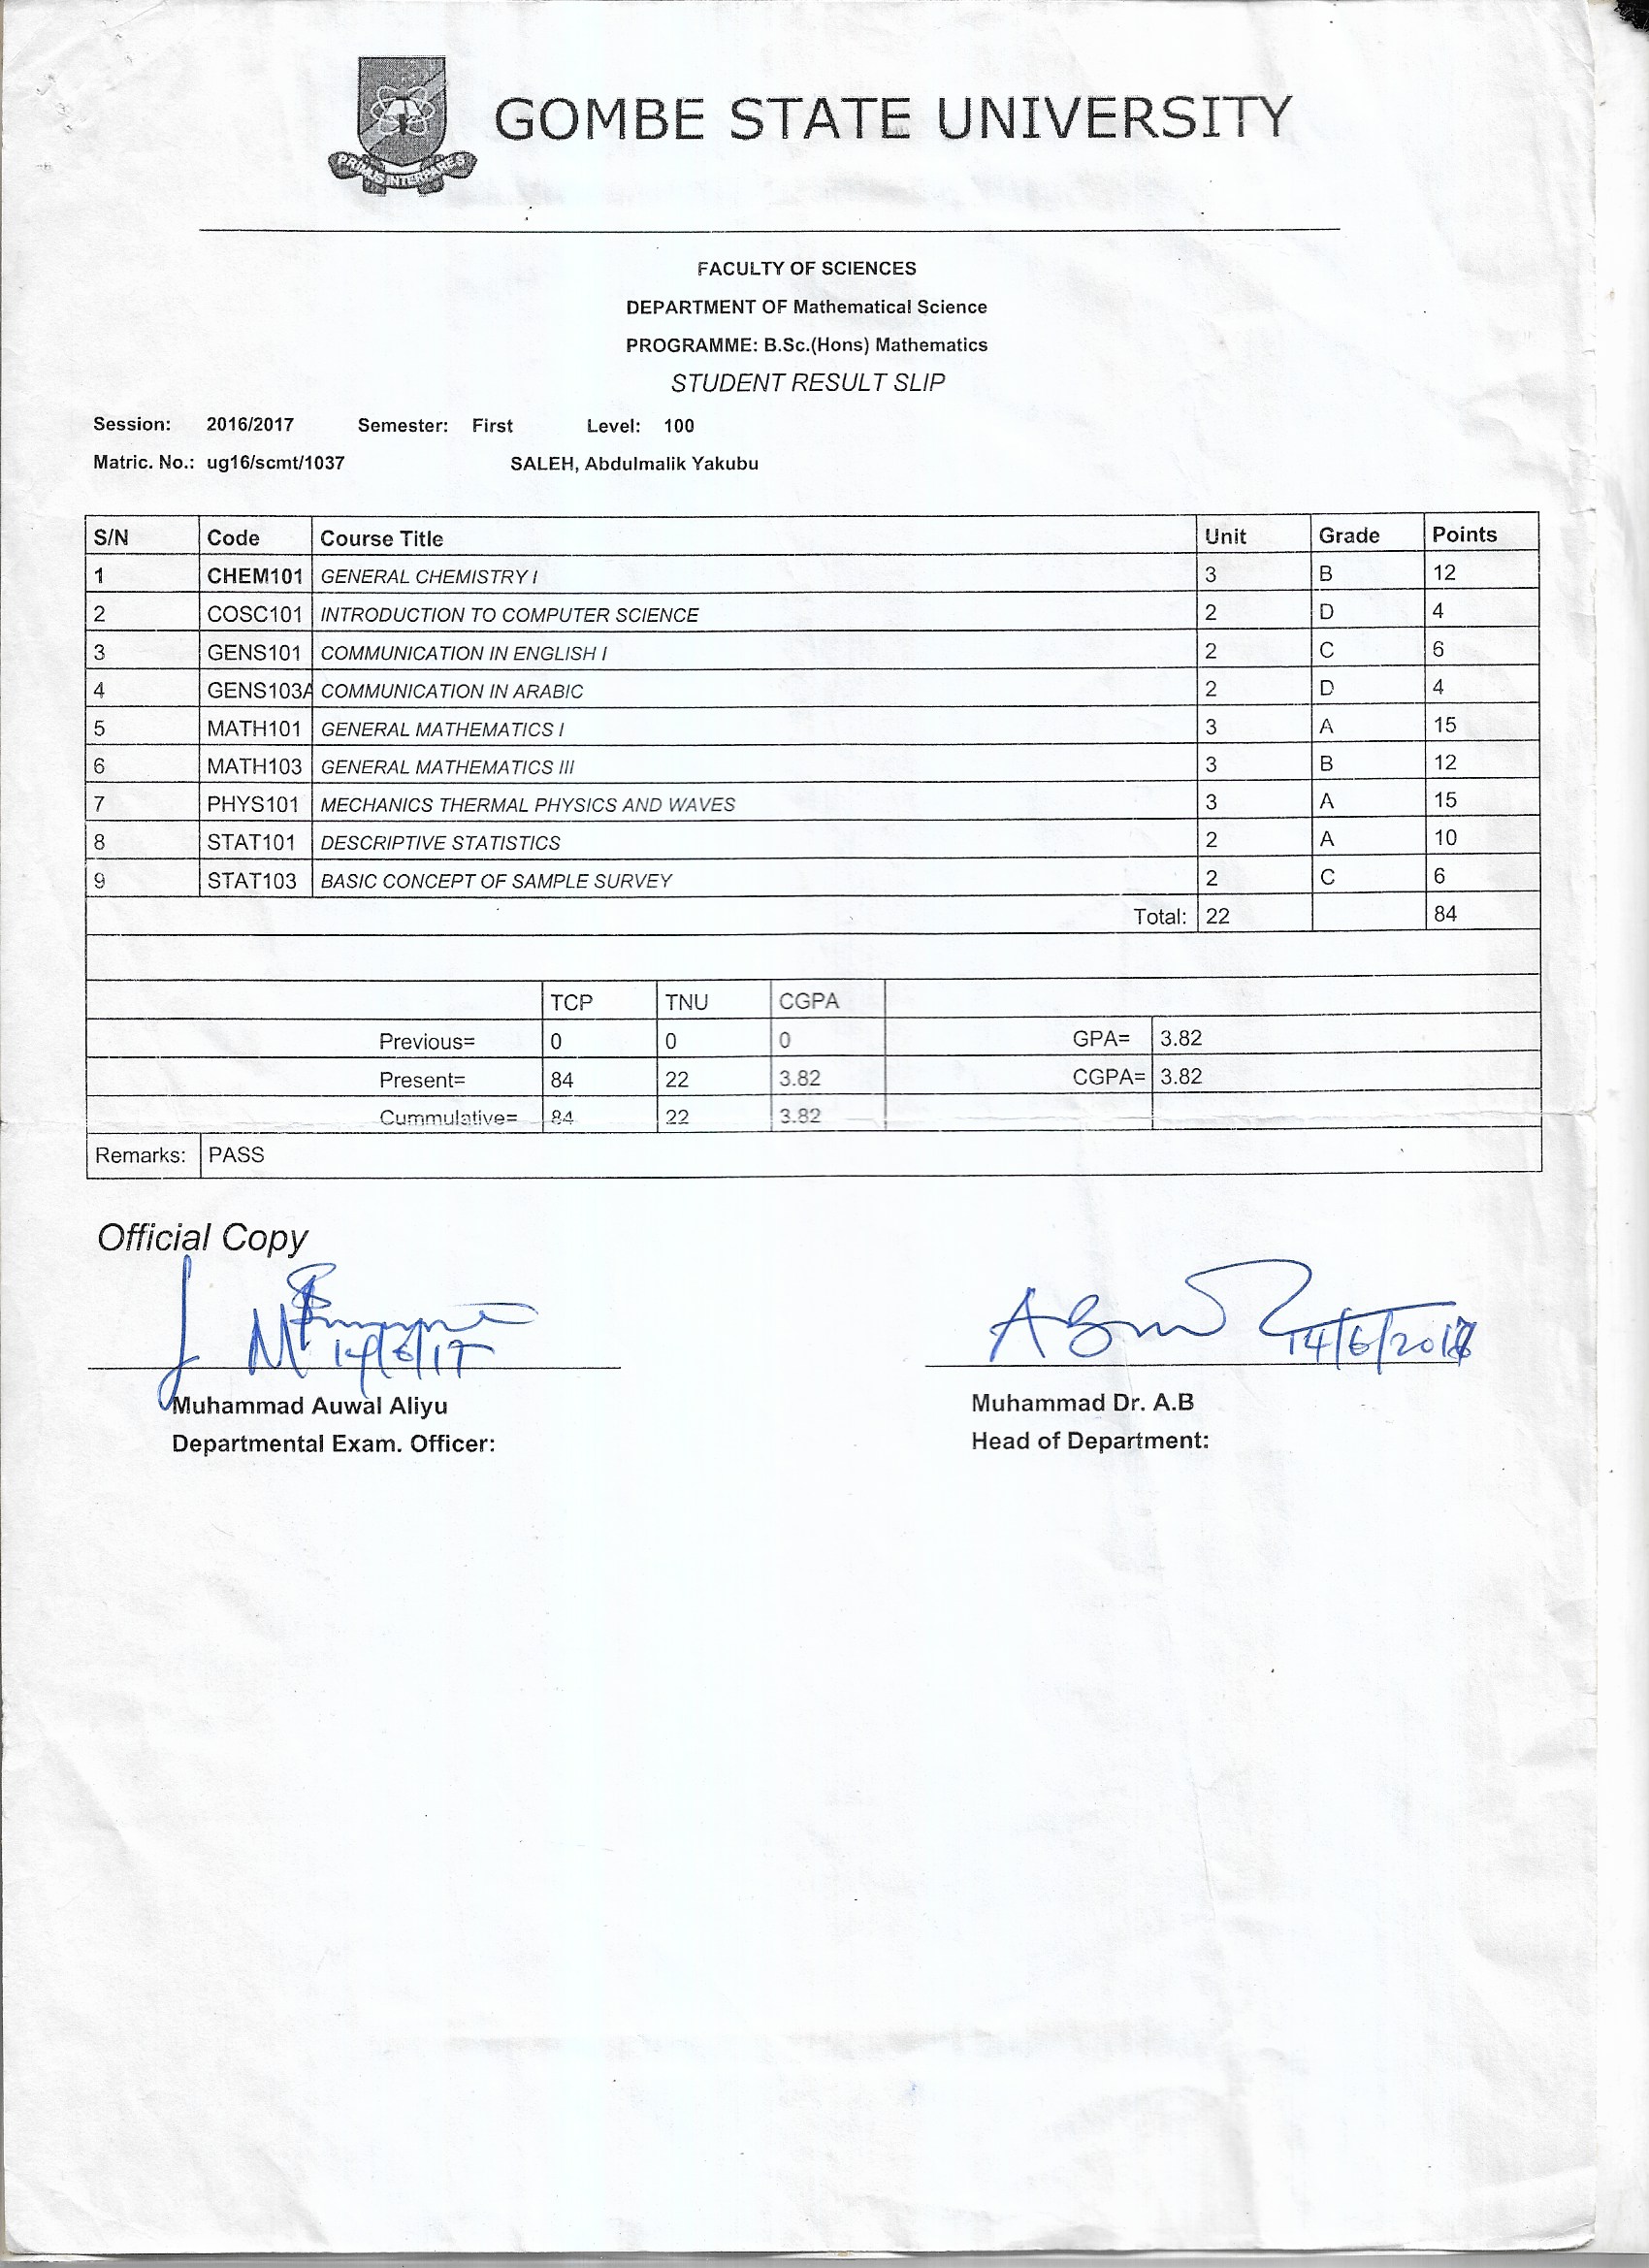 PRIMUS INTERPARES
GOMBE STATE UNIVERSITY
FACULTY OF SCIENCES
DEPARTMENT OF Mathematical Science
PROGRAMME: B.Sc.(Hons) Mathematics
STUDENT RESULT SLIP
Session: 2016/2017 Semester: First Level: 100
Matric. No.: ug16/scmt/1037 SALEH, Abdulmalik Yakubu
S/N Code Course Title Unit Grade Points
1 CHEM101 GENERAL CHEMISTRY I 3 B 12
2 COSC101 INTRODUCTION TO COMPUTER SCIENCE 2 D 4
3 GENS101 COMMUNICATION IN ENGLISH I 2 C 6
4 GENS103A COMMUNICATION IN ARABIC 2 D 4
5 MATH101 GENERAL MATHEMATICS I 3 A 15
6 MATH103 GENERAL MATHEMATICS III 3 B 12
7 PHYS101 MECHANICS THERMAL PHYSICS AND WAVES 3 A 15
8 STAT101 DESCRIPTIVE STATISTICS 2 A 10
9 STAT103 BASIC CONCEPT OF SAMPLE SURVEY 2 C 6
Total: 22 84
TCP TNU CGPA
Previous= 0 0 0 GPA= 3.82
Present= 84 22 3.82 CGPA= 3.82
Cummulative= 84 22 3.82
Remarks: PASS
Official Copy
14/6/17 14/6/2017
Muhammad Auwal Aliyu Muhammad Dr. A.B
Departmental Exam. Officer: Head of Department: